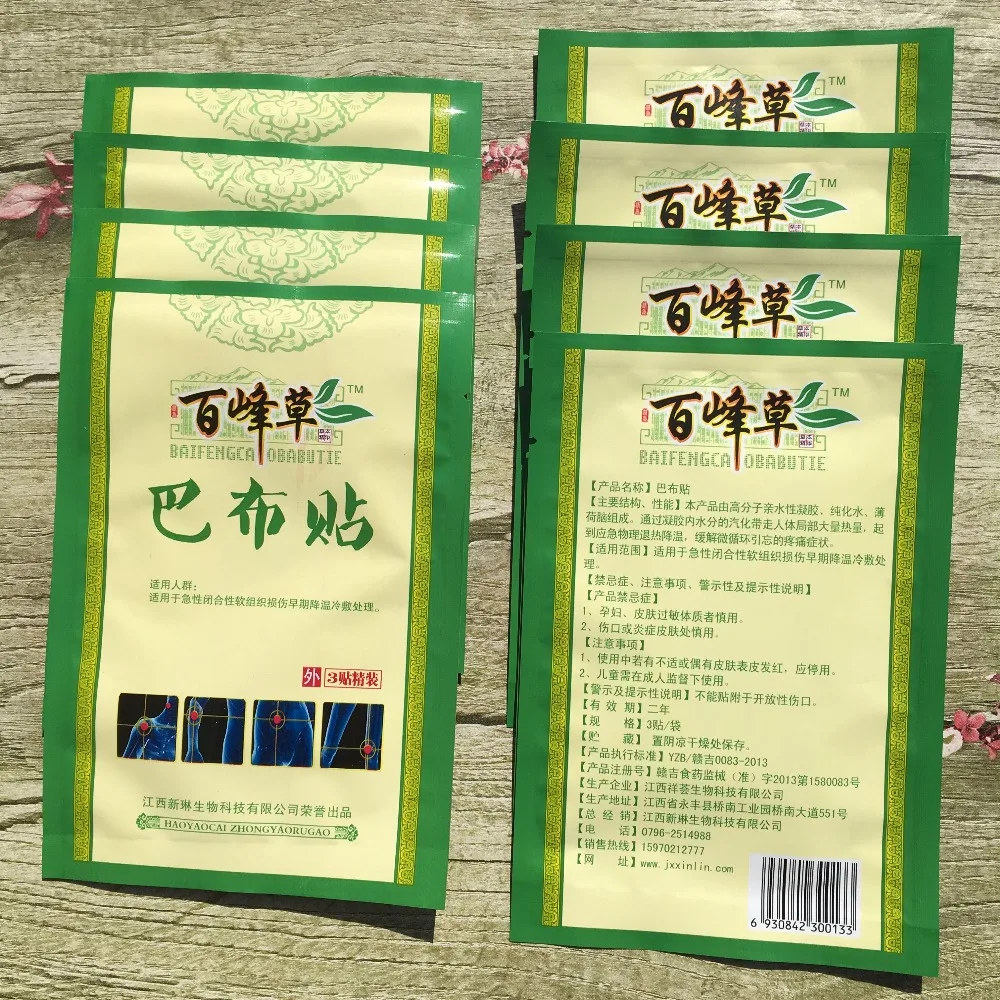 百峰草 TM
BAIFENGCAOBABUTIE
巴布贴
适用人群:
适用于急性闭合性软组织损伤早期降温冷敷处理。
外 3贴精装
江西新琳生物科技有限公司荣誉出品
HAOYAOCAI ZHONGYAORUGAO
百峰草 TM
百峰草 TM
百峰草 TM
百峰草 TM
BAIFENGCAOBABUTIE
【产品名称】巴布贴
【主要结构、性能】本产品由高分子亲水性凝胶、纯化水、薄
荷脑组成。通过凝胶内水分的汽化带走人体局部大量热量，起
到应急物理退热降温，缓解微循环引忘的疼痛症状。
【适用范围】适用于急性闭合性软组织损伤早期降温冷敷处
理。
【禁忌症、注意事项、警示性及提示性说明】
【产品禁忌症】
1、孕妇、皮肤过敏体质者慎用。
2、伤口或炎症皮肤处慎用。
【注意事项】
1、使用中若有不适或偶有皮肤表皮发红，应停用。
2、儿童需在成人监督下使用。
【警示及提示性说明】不能贴附于开放性伤口。
【有 效 期】二年
【规 格】3贴/袋
【贮 藏】置阴凉干燥处保存。
【产品执行标准】YZB/赣吉0083-2013
【产品注册号】赣吉食药监械（准）字2013第1580083号
【生产企业】江西祥荟生物科技有限公司
【生产地址】江西省永丰县桥南工业园桥南大道551号
【总 经 销】江西新琳生物科技有限公司
【电 话】0796-2514988
【销售热线】15970212777
【网 址】www.jxxinlin.com
6 930842 300133